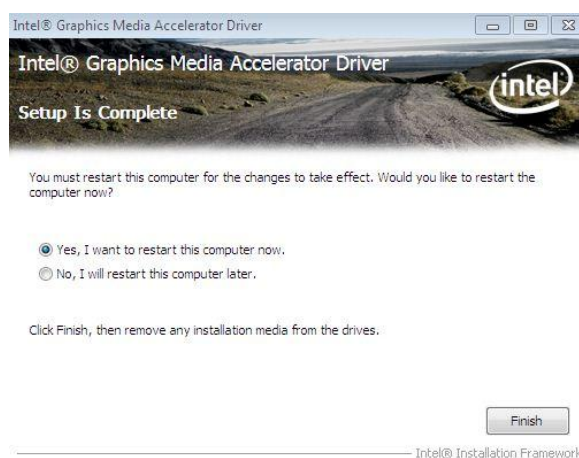 Intel® Graphics Media Accelerator Driver
Intel® Graphics Media Accelerator Driver
intel
Setup Is Complete
You must restart this computer for the changes to take effect. Would you like to restart the
computer now?
Yes, I want to restart this computer now.
No, I will restart this computer later.
Click Finish, then remove any installation media from the drives.
Finish
Intel® Installation Framework